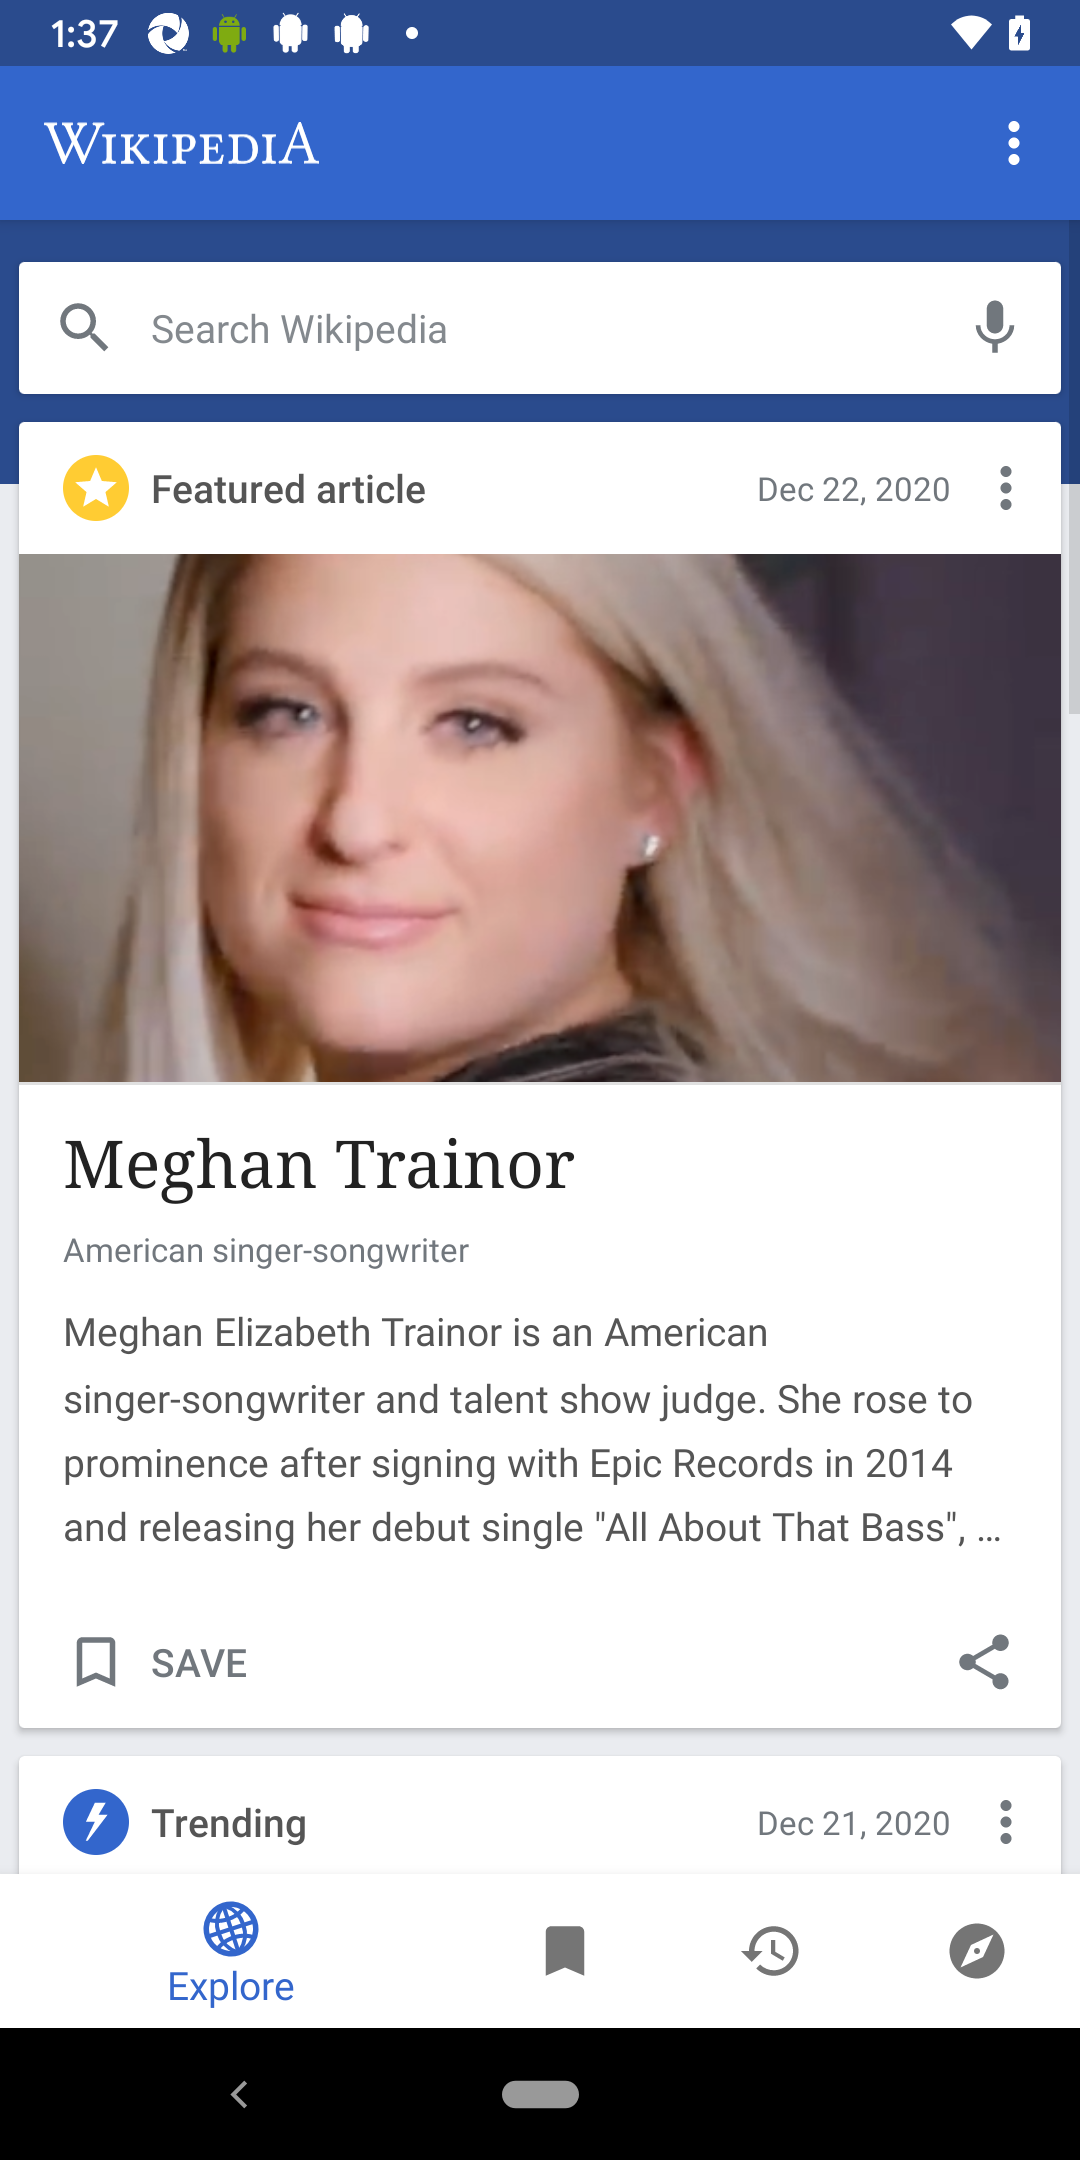 1:37
WIKIPEDIA
Search Wikipedia
Featured article
Dec 22, 2020
Meghan Trainor
American singer-songwriter
Meghan Elizabeth Trainor is an American
singer-songwriter and talent show judge. She rose to
prominence after signing with Epic Records in 2014
and releasing her debut single "All About That Bass", …
SAVE
Trending
Dec 21, 2020
Explore